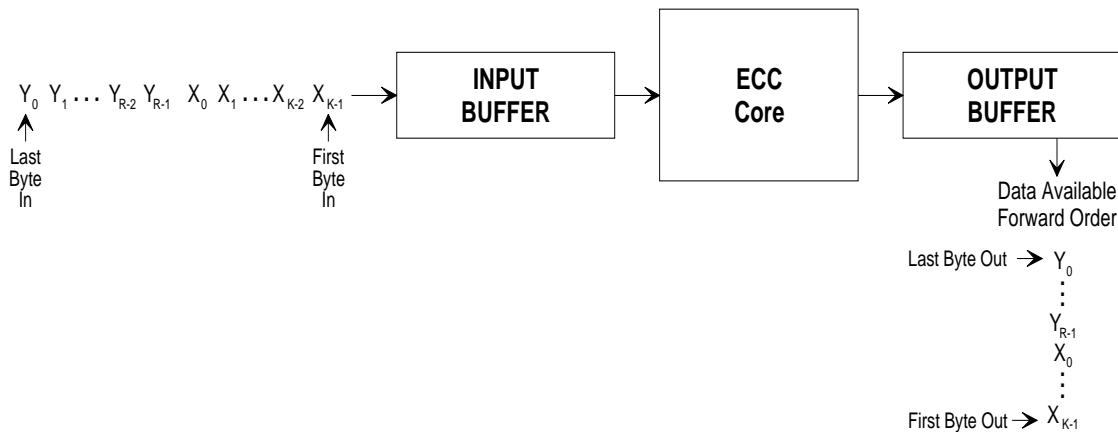 INPUT
BUFFER
ECC
Core
OUTPUT
BUFFER
Y0 Y1 ... YR-2 YR-1 X0 X1 ... XK-2 XK-1
Last
Byte
In
First
Byte
In
Data Available
Forward Order
Last Byte Out
Y0
YR-1
X0
First Byte Out
XK-1